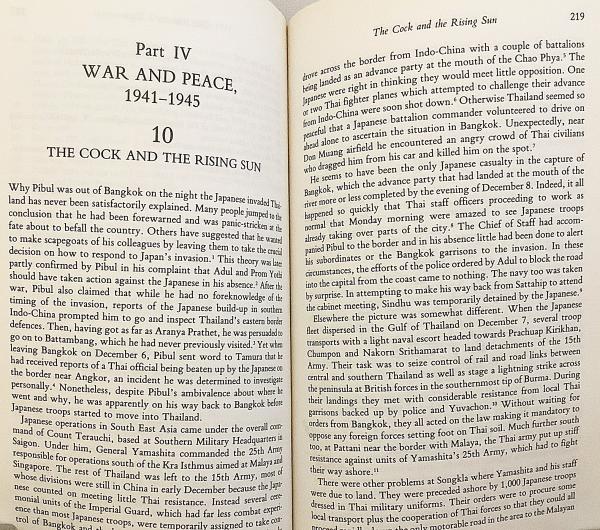 Part IV
WAR AND PEACE,
1941–1945
10
THE COCK AND THE RISING SUN
Why Pibul was out of Bangkok on the night the Japanese invaded Thai-
land has never been satisfactorily explained. Many people jumped to the
conclusion that he had been forewarned and was panic-stricken at the
fate about to befall the country. Others have suggested that he wanted
to make scapegoats of his colleagues by leaving them to take the crucial
decision on how to respond to Japan's invasion.¹ This theory was later
partly confirmed by Pibul in his complaint that Adul and Prom Yothi
should have taken action against the Japanese in his absence.² After the
war, Pibul also claimed that while he had no foreknowledge of the
timing of the invasion, reports of the Japanese build-up in southern
Indo-China prompted him to go and inspect Thailand's eastern border
defences. Then, having got as far as Aranya Prathet, he was persuaded to
go on to Battambang, which he had never previously visited.³ Yet when
leaving Bangkok on December 6, Pibul sent word to Tamura that he
had received reports of a Thai official being beaten up by the Japanese on
the border near Angkor, an incident he was determined to investigate
personally.⁴ Nonetheless, despite Pibul's ambivalence about where he
went and why, he was apparently on his way back to Bangkok before
Japanese troops started to move into Thailand.
Japanese operations in South East Asia came under the overall com-
mand of Count Terauchi, based at Southern Military Headquarters in
Saigon. Under him, General Yamashita commanded the 25th Army
responsible for operations south of the Kra Isthmus aimed at Malaya and
Singapore. The rest of Thailand was left to the 15th Army, most of
whose divisions were still in China in early December because the Japa-
nese counted on meeting little Thai resistance. Instead several cere-
monial units of the Imperial Guard, which had far less combat experi-
ence than most Japanese troops, were temporarily assigned to take con-
trol of Bangkok and
The Cock and the Rising Sun
219
drove across the border from Indo-China with a couple of battalions
being landed as an advance party at the mouth of the Chao Phya.⁵ The
Japanese were right in thinking they would meet little opposition. One
or two Thai fighter planes which attempted to challenge their advance
from Indo-China were soon shot down.⁶ Otherwise Thailand seemed so
peaceful that a Japanese battalion commander volunteered to drive on
ahead alone to ascertain the situation in Bangkok. Unexpectedly, near
Don Muang airfield he encountered an angry crowd of Thai civilians
who dragged him from his car and killed him on the spot.⁷
He seems to have been the only Japanese casualty in the capture of
Bangkok, which the advance party that had landed at the mouth of the
river more or less completed by the evening of December 8. Indeed, it all
happened so quickly that Thai staff officers proceeding to work as
normal that Monday morning were amazed to see Japanese troops
already taking over parts of the city.⁸ The Chief of Staff had accom-
panied Pibul to the border and in his absence little had been done to alert
his subordinates or the Bangkok garrisons to the invasion. In these
circumstances, the efforts of the police ordered by Adul to block the road
into the capital from the coast came to nothing. The navy too was taken
by surprise. In attempting to make his way back from Sattahip to attend
the cabinet meeting, Sindhu was temporarily detained by the Japanese.⁹
Elsewhere the picture was somewhat different. When the Japanese
fleet dispersed in the Gulf of Thailand on December 7, several troop
transports with a light escort headed towards Prachuap Kirikhan,
Chumpon and Nakorn Srithamarat to land detachments of the 15th
Army. Their task was to seize control of rail and road links between
central and southern Thailand as well as stage a lightning strike across
the peninsula at British forces in the southernmost tip of Burma. During
their landings they met with considerable resistance from local Thai
garrisons backed up by police and Yuvachon.¹⁰ Without waiting for
orders from Bangkok, they all acted on the law making it mandatory to
oppose any foreign forces setting foot on Thai soil. Much further south
too, at Pattani near the border with Malaya, the Thai army put up stiff
resistance against units of Yamashita's 25th Army, which had to fight
their way ashore.¹¹
There were other problems at Songkla where Yamashita and his staff
were due to land. They were preceded ashore by 1,000 Japanese troops
dressed in Thai military uniforms. Their orders were to procure some
local transport plus the cooperation of Thai forces so that they could all
the only motorable road in the area to the Malay